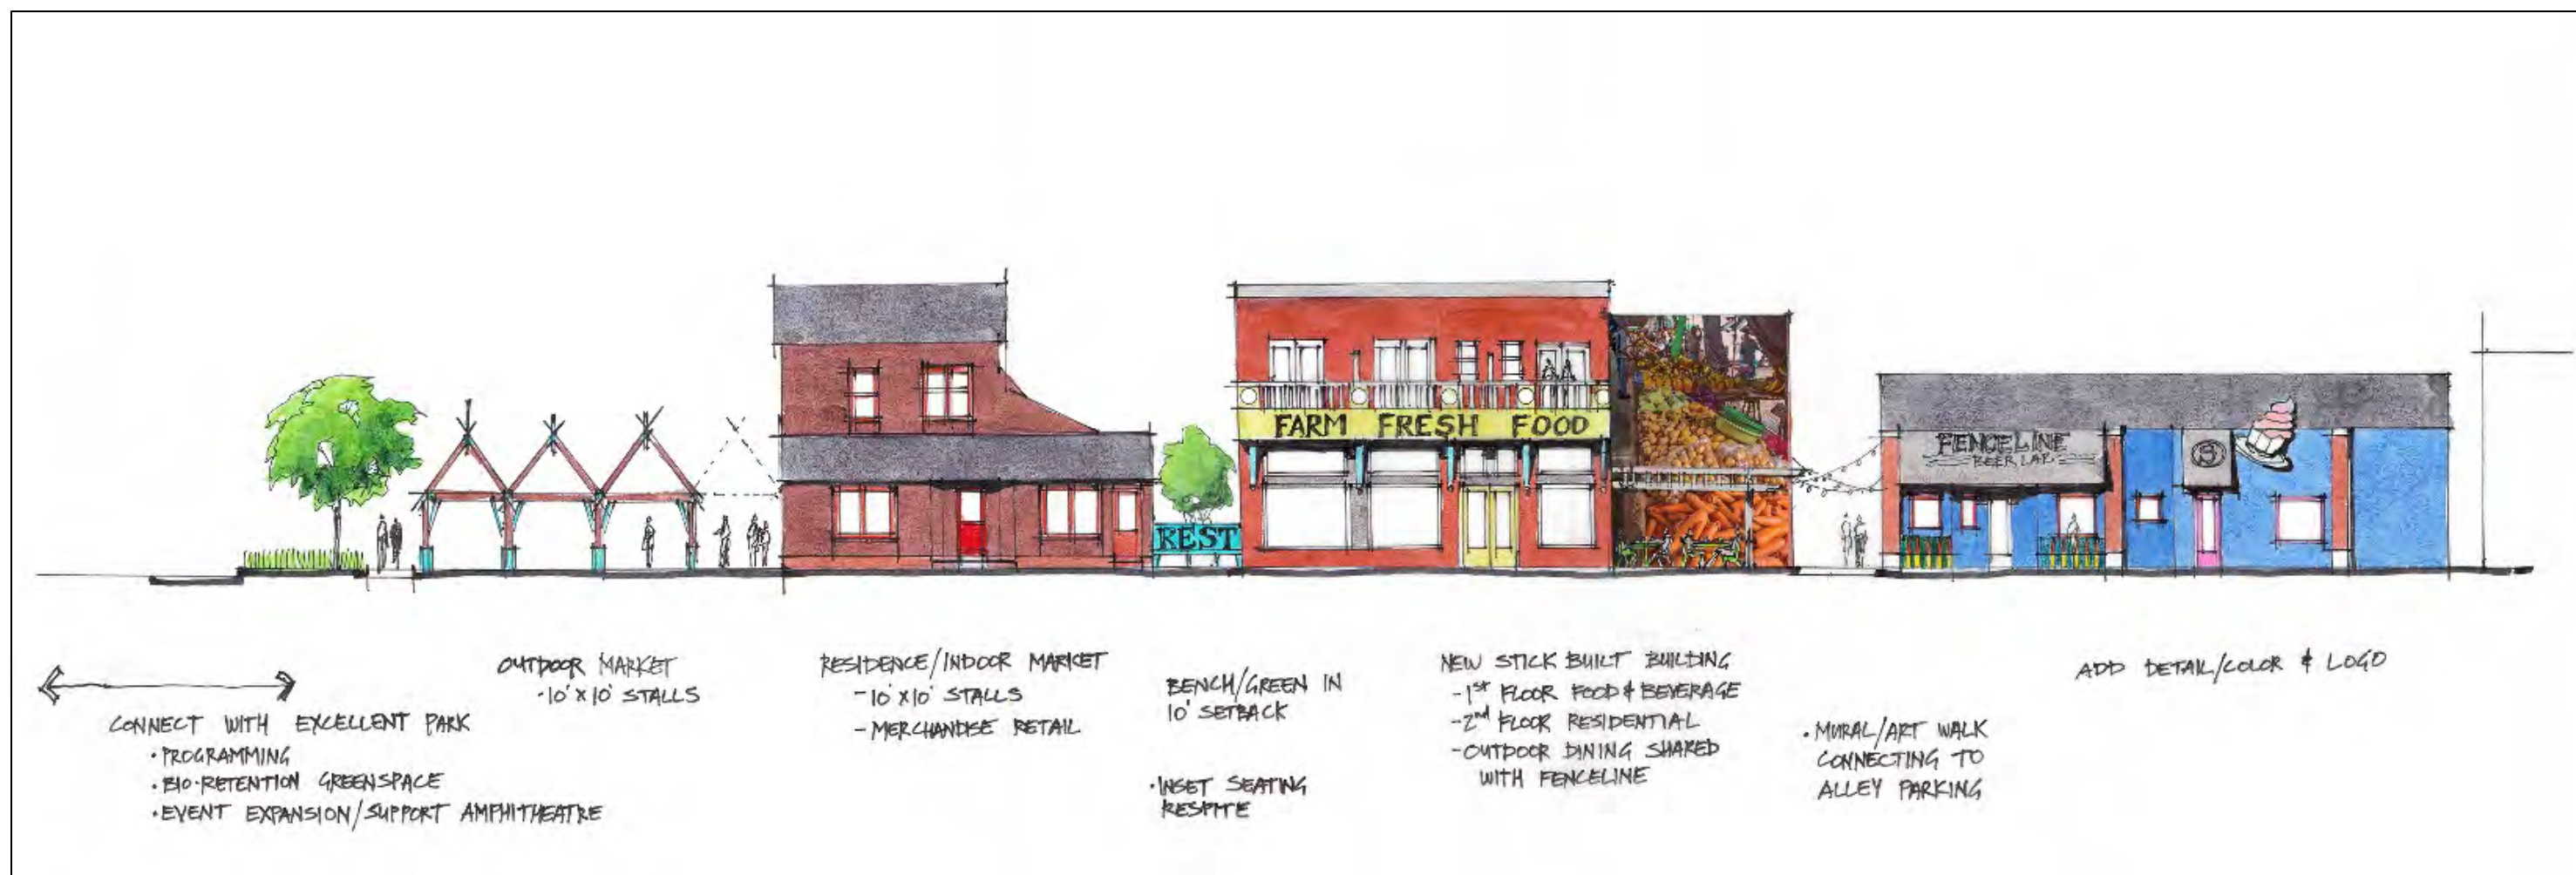 FARM FRESH FOOD
REST
FENCELINE
BEER LAB
CONNECT WITH EXCELLENT PARK
• PROGRAMMING
• BIO-RETENTION GREENSPACE
• EVENT EXPANSION/SUPPORT AMPHITHEATRE
OUTDOOR MARKET
- 10' X 10' STALLS
RESIDENCE/INDOOR MARKET
- 10' X 10' STALLS
- MERCHANDISE RETAIL
BENCH/GREEN IN
10' SETBACK
• INSET SEATING
RESPITE
NEW STICK BUILT BUILDING
- 1ST FLOOR FOOD & BEVERAGE
- 2ND FLOOR RESIDENTIAL
- OUTDOOR DINING SHARED
WITH FENCELINE
• MURAL/ART WALK
CONNECTING TO
ALLEY PARKING
ADD DETAIL/COLOR & LOGO